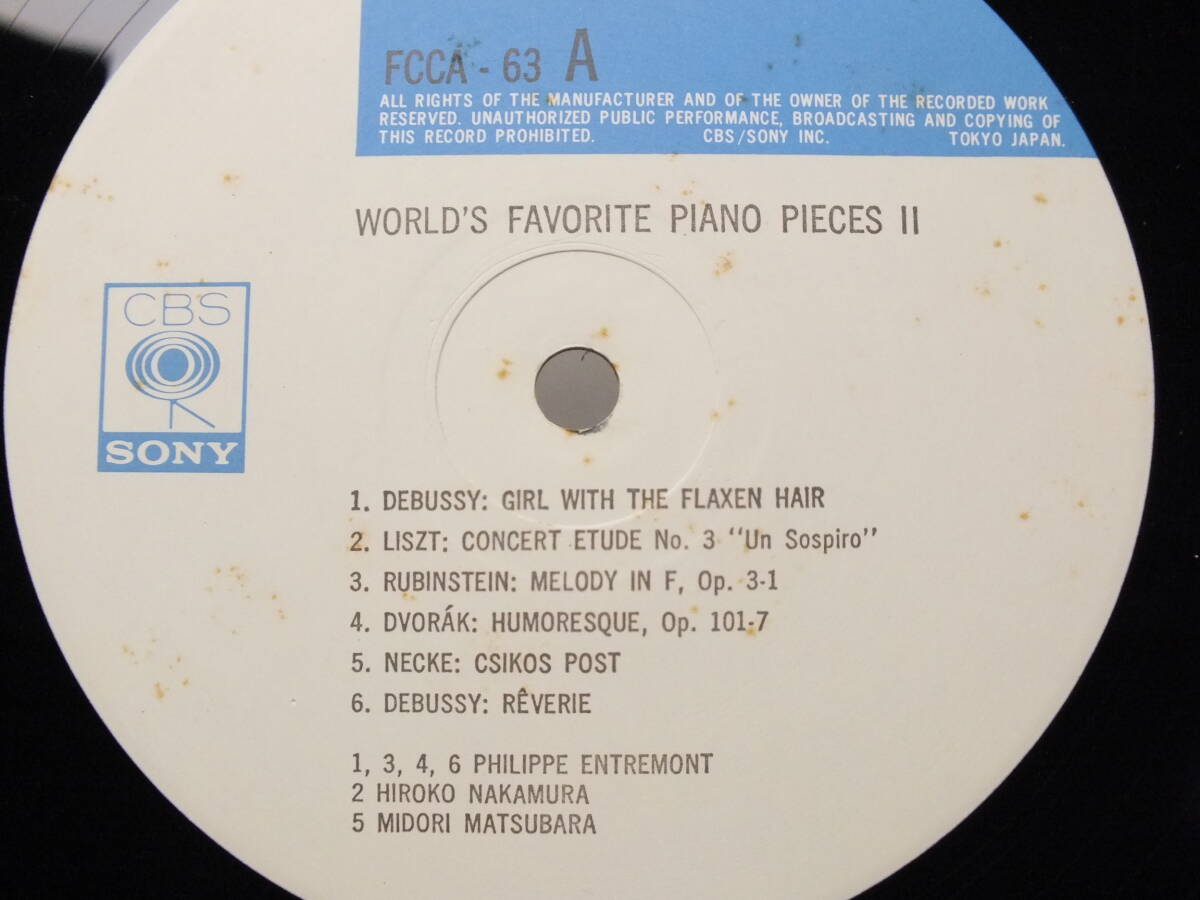 FCCA - 63 A
ALL RIGHTS OF THE MANUFACTURER AND OF THE OWNER OF THE RECORDED WORK
RESERVED. UNAUTHORIZED PUBLIC PERFORMANCE, BROADCASTING AND COPYING OF
THIS RECORD PROHIBITED. CBS/SONY INC. TOKYO JAPAN.
WORLD'S FAVORITE PIANO PIECES II
CBS
SONY
1. DEBUSSY: GIRL WITH THE FLAXEN HAIR
2. LISZT: CONCERT ETUDE No. 3 "Un Sospiro"
3. RUBINSTEIN: MELODY IN F, Op. 3-1
4. DVORÁK: HUMORESQUE, Op. 101-7
5. NECKE: CSIKOS POST
6. DEBUSSY: RÊVERIE
1, 3, 4, 6 PHILIPPE ENTREMONT
2 HIROKO NAKAMURA
5 MIDORI MATSUBARA